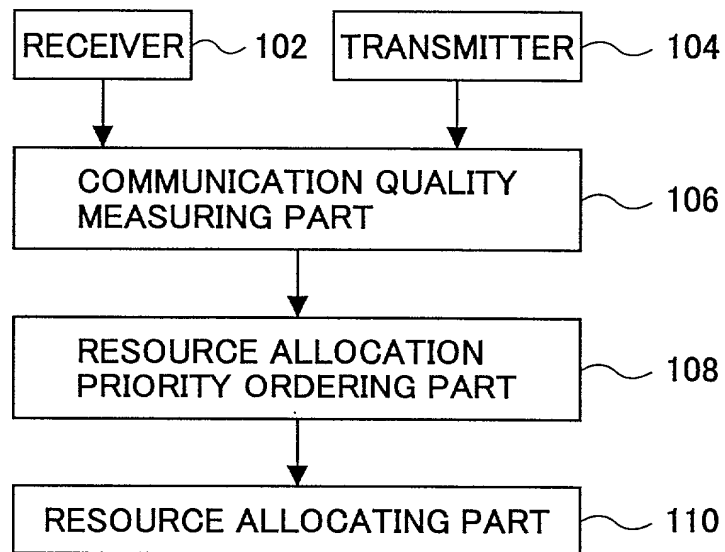 RECEIVER 102 TRANSMITTER 104
COMMUNICATION QUALITY
MEASURING PART 106
RESOURCE ALLOCATION
PRIORITY ORDERING PART 108
RESOURCE ALLOCATING PART 110